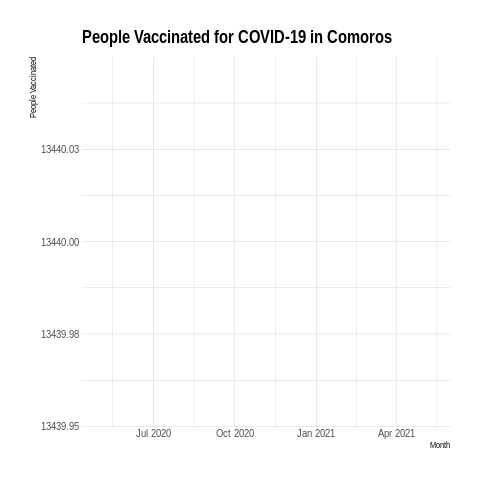 People Vaccinated for COVID-19 in Comoros
People Vaccinated
13440.03
13440.00
13439.98
13439.95
Jul 2020 Oct 2020 Jan 2021 Apr 2021
Month